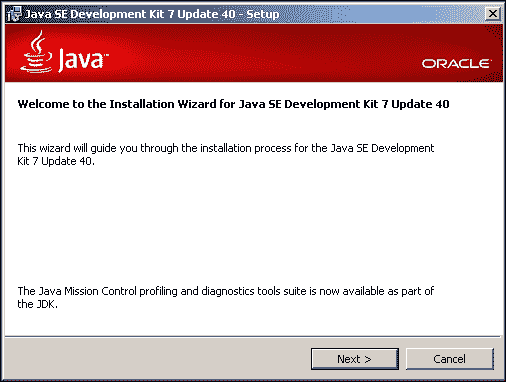 Java SE Development Kit 7 Update 40 - Setup
Java™
ORACLE®
Welcome to the Installation Wizard for Java SE Development Kit 7 Update 40
This wizard will guide you through the installation process for the Java SE Development
Kit 7 Update 40.
The Java Mission Control profiling and diagnostics tools suite is now available as part of
the JDK.
Next >
Cancel